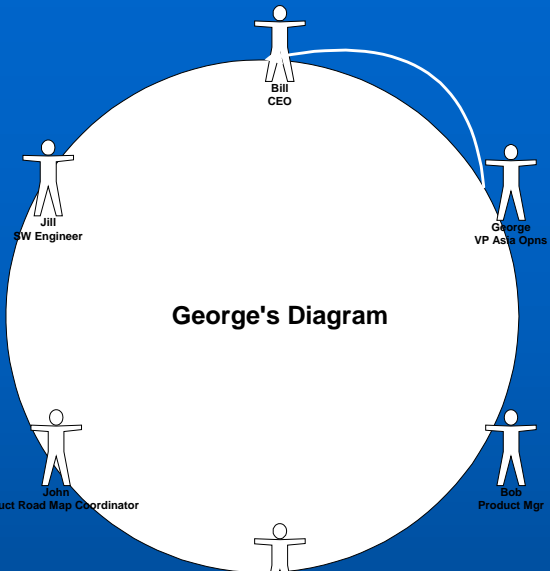 Bill
CEO
Jill
SW Engineer
George
VP Asia Opns
George's Diagram
John
Road Map Coordinator
Bob
Product Mgr